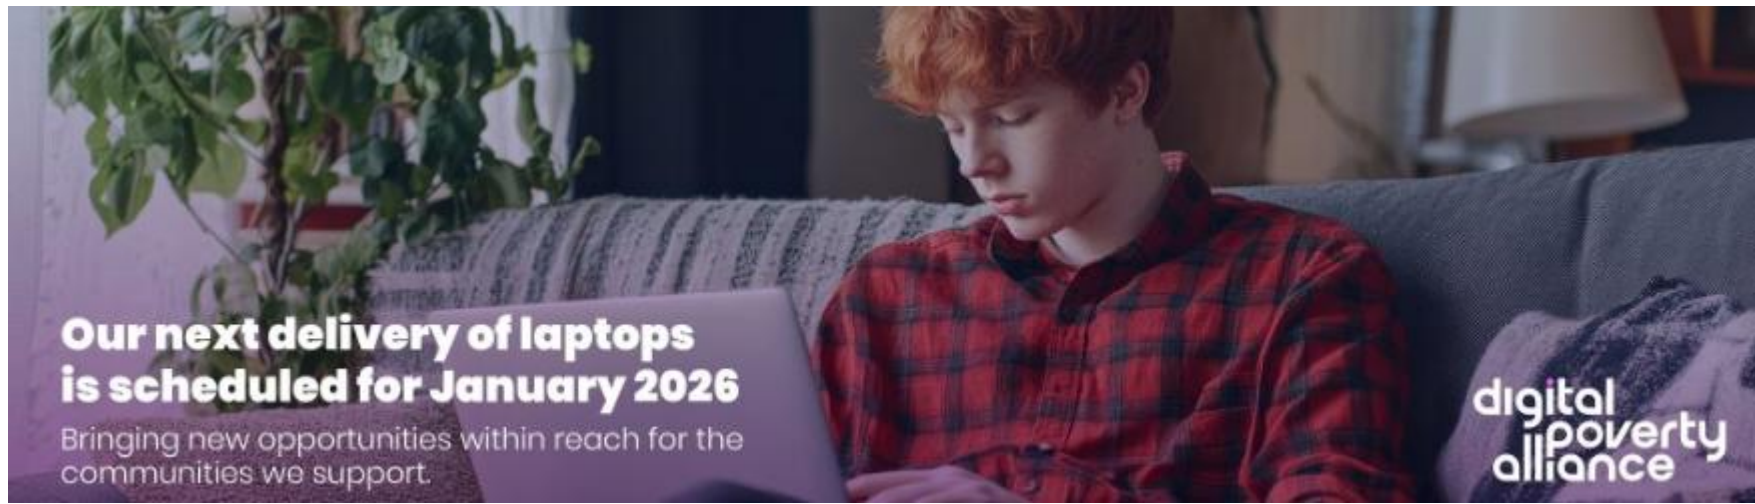 Our next delivery of laptops
is scheduled for January 2026
Bringing new opportunities within reach for the
communities we support.
digital
poverty
alliance